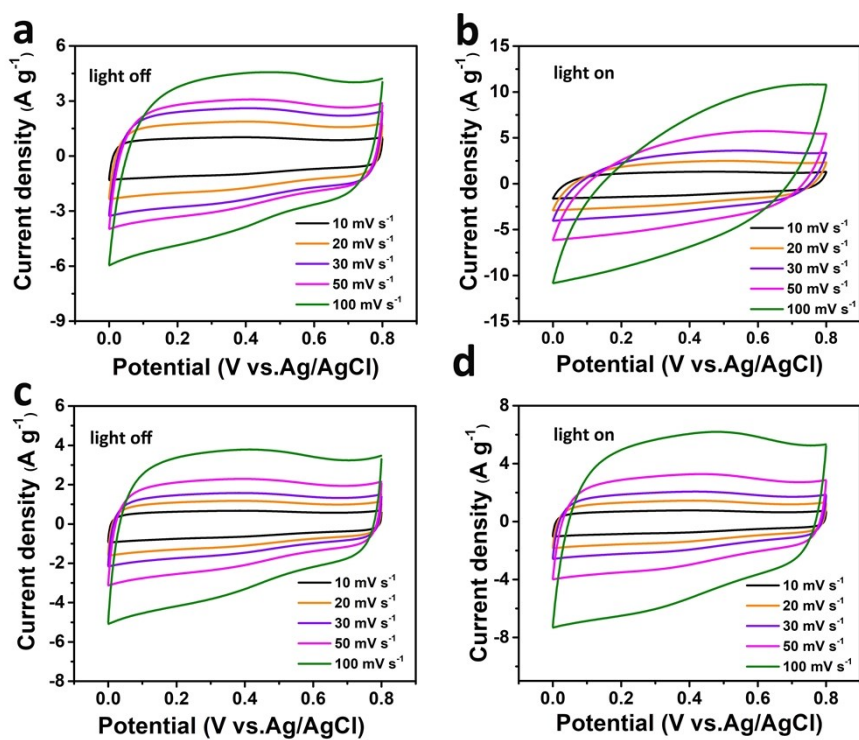 a
6
3
0
-3
-6
-9
Current density (A g-1)
light off
10 mV s-1
20 mV s-1
30 mV s-1
50 mV s-1
100 mV s-1
0.0 0.2 0.4 0.6 0.8
Potential (V vs.Ag/AgCl)
b
15
10
5
0
-5
-10
-15
Current density (A g-1)
light on
10 mV s-1
20 mV s-1
30 mV s-1
50 mV s-1
100 mV s-1
0.0 0.2 0.4 0.6 0.8
Potential (V vs.Ag/AgCl)
c
6
4
2
0
-2
-4
-6
-8
Current density (A g-1)
light off
10 mV s-1
20 mV s-1
30 mV s-1
50 mV s-1
100 mV s-1
0.0 0.2 0.4 0.6 0.8
Potential (V vs.Ag/AgCl)
d
8
4
0
-4
-8
Current density (A g-1)
light on
10 mV s-1
20 mV s-1
30 mV s-1
50 mV s-1
100 mV s-1
0.0 0.2 0.4 0.6 0.8
Potential (V vs.Ag/AgCl)